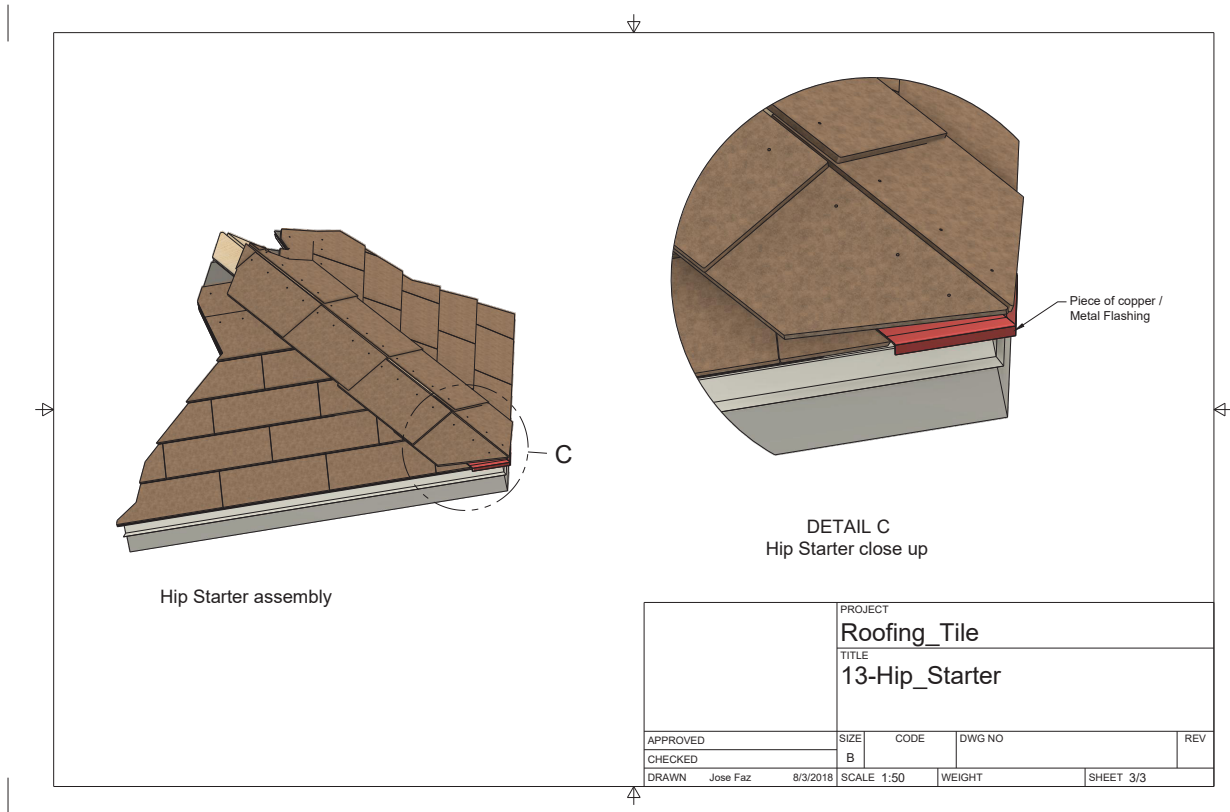 Piece of copper /
Metal Flashing
C
DETAIL C
Hip Starter close up
Hip Starter assembly
PROJECT
Roofing_Tile
TITLE
13-Hip_Starter
APPROVED
CHECKED
DRAWN Jose Faz 8/3/2018
SIZE CODE DWG NO REV
B
SCALE 1:50 WEIGHT SHEET 3/3